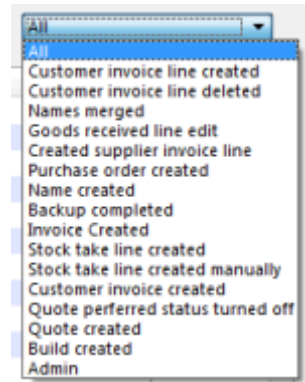 All
All
Customer invoice line created
Customer invoice line deleted
Names merged
Goods received line edit
Created supplier invoice line
Purchase order created
Name created
Backup completed
Invoice Created
Stock take line created
Stock take line created manually
Customer invoice created
Quote perferred status turned off
Quote created
Build created
Admin